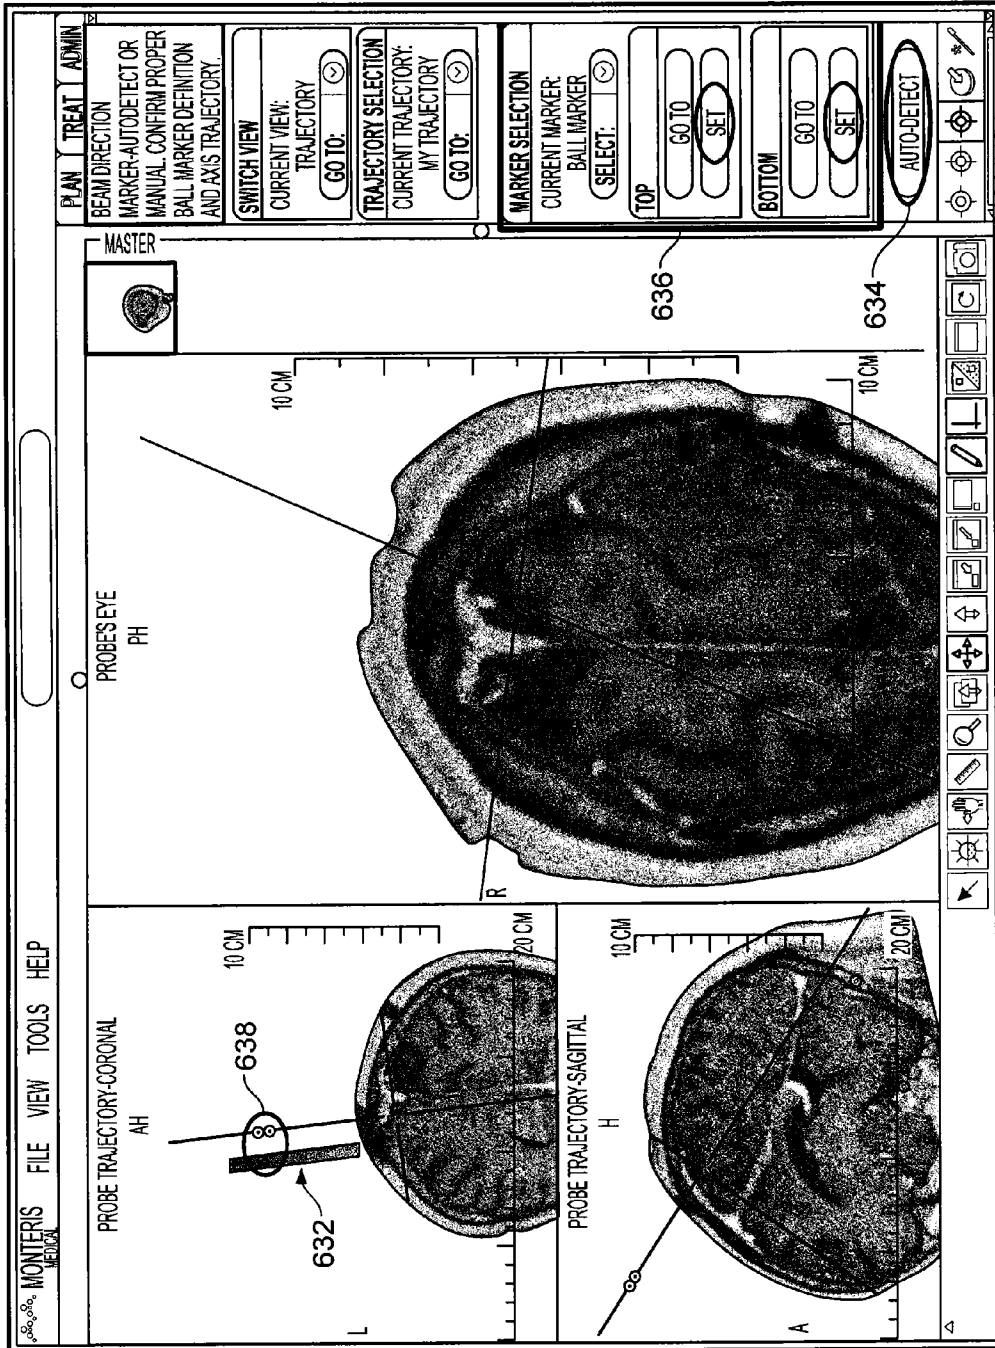 MONTERIS
MEDICAL
FILE VIEW TOOLS HELP
PROBE TRAJECTORY-CORONAL
AH
638
632
10 CM
20 CM
L
PROBE TRAJECTORY-SAGITTAL
H
10 CM
20 CM
A
PROBE'S EYE
PH
10 CM
10 CM
R
MASTER
PLAN TREAT ADMIN
BEAM DIRECTION
MARKER-AUTODETECT OR
MANUAL CONFIRM PROPER
BALL MARKER DEFINITION
AND AXIS TRAJECTORY.
SWITCH VIEW
CURRENT VIEW:
TRAJECTORY
GO TO:
TRAJECTORY SELECTION
CURRENT TRAJECTORY:
MY TRAJECTORY
GO TO:
MARKER SELECTION
CURRENT MARKER:
BALL MARKER
SELECT:
TOP
GO TO
SET
BOTTOM
GO TO
SET
AUTO-DETECT
636
634